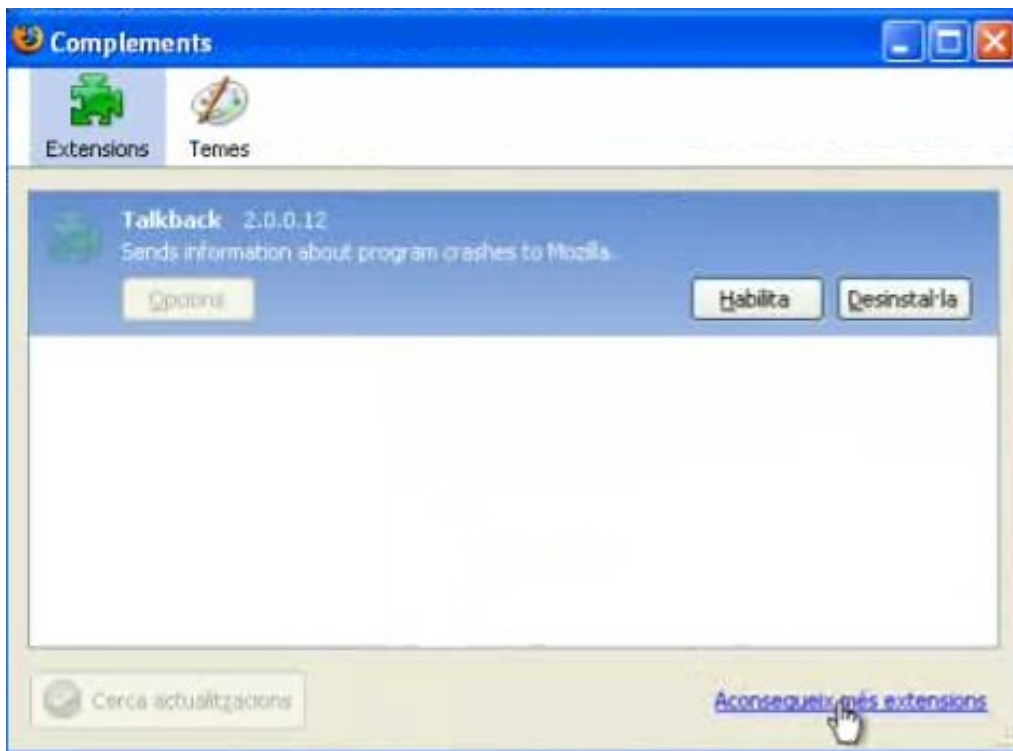 Complements
Extensions Temes
Talkback 2.0.0.12
Sends information about program crashes to Mozilla.
Opcions Habilita Desinstal·la
Cerca actualitzacions Aconsegueix més extensions